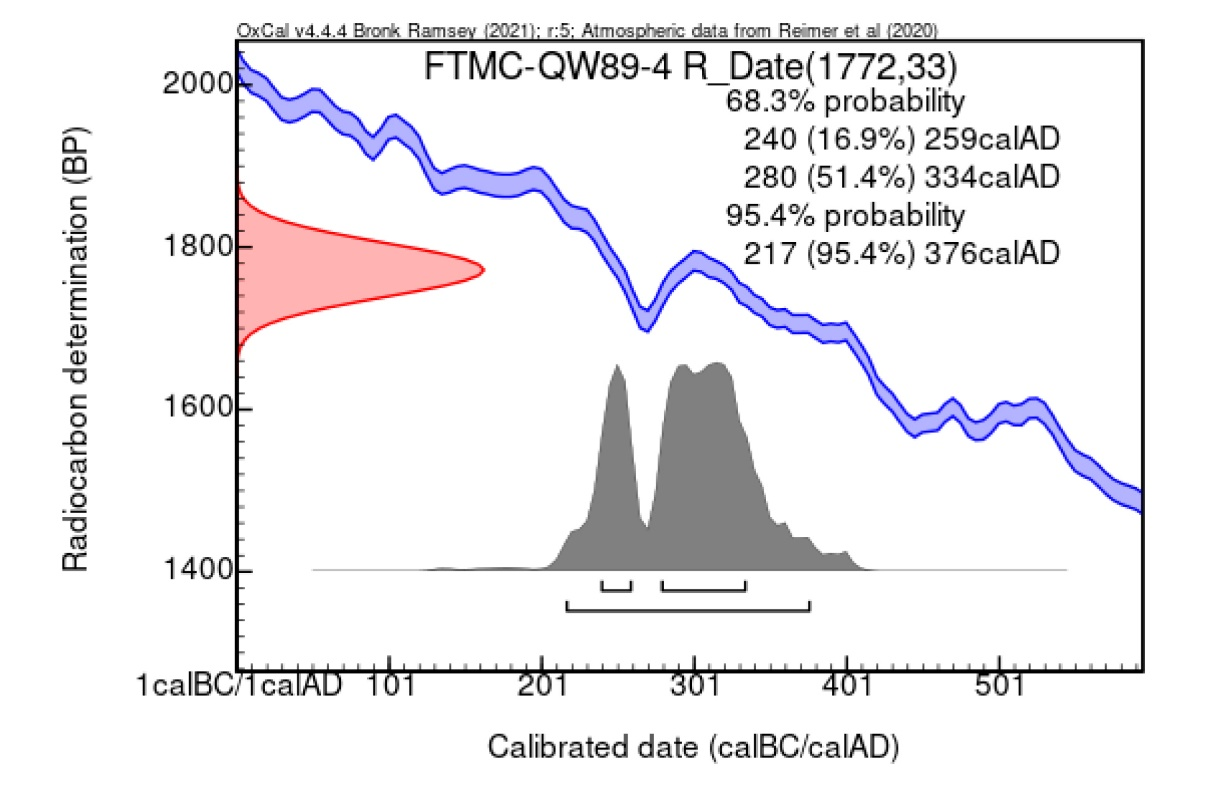 OxCal v4.4.4 Bronk Ramsey (2021); r:5; Atmospheric data from Reimer et al (2020)
FTMC-QW89-4 R_Date(1772,33)
68.3% probability
240 (16.9%) 259calAD
280 (51.4%) 334calAD
95.4% probability
217 (95.4%) 376calAD
Radiocarbon determination (BP)
2000
1800
1600
1400
1calBC/1calAD 101 201 301 401 501
Calibrated date (calBC/calAD)